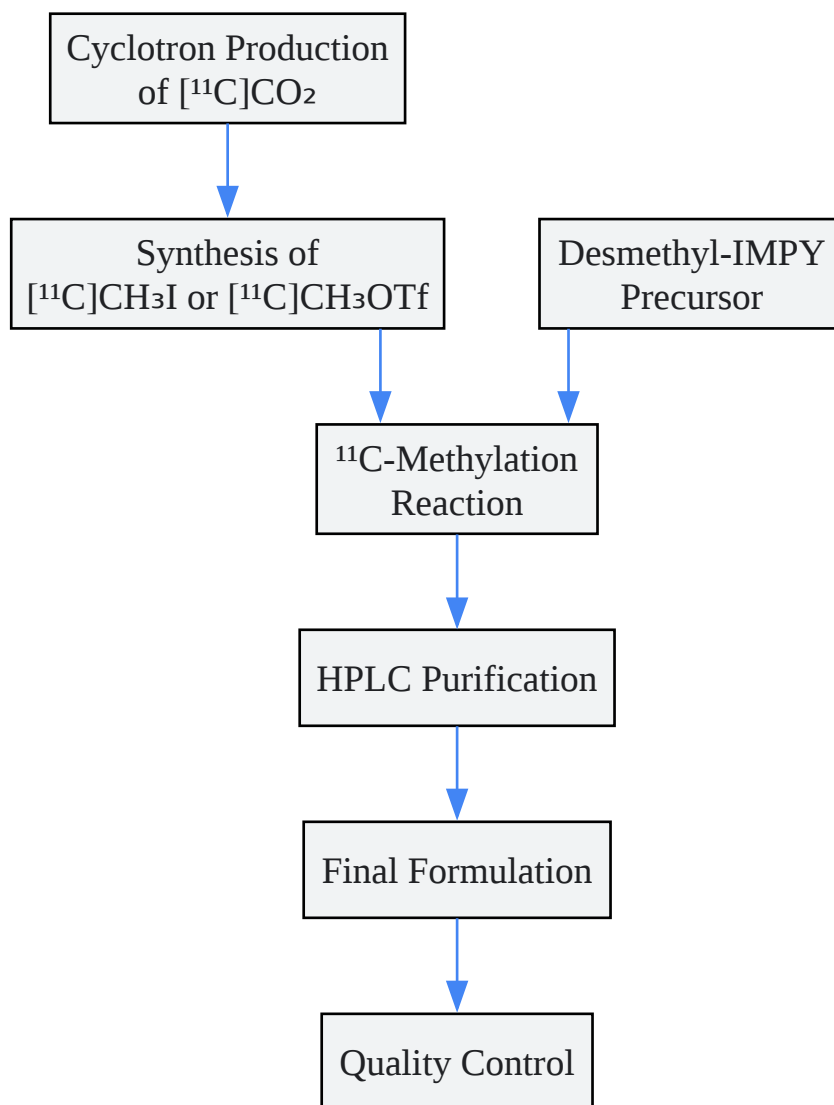 Cyclotron Production
of [¹¹C]CO₂
Synthesis of
[¹¹C]CH₃I or [¹¹C]CH₃OTf
Desmethyl-IMPY
Precursor
¹¹C-Methylation
Reaction
HPLC Purification
Final Formulation
Quality Control